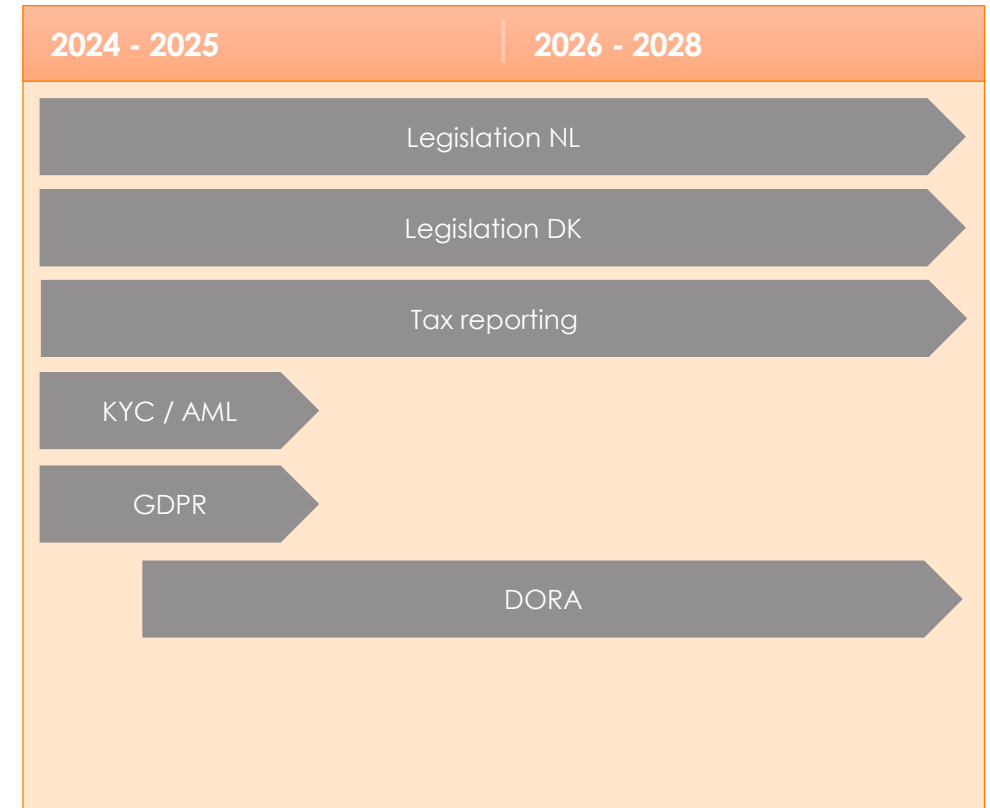 2024 - 2025
2026 - 2028
Legislation NL
Legislation DK
Tax reporting
KYC / AML
GDPR
DORA